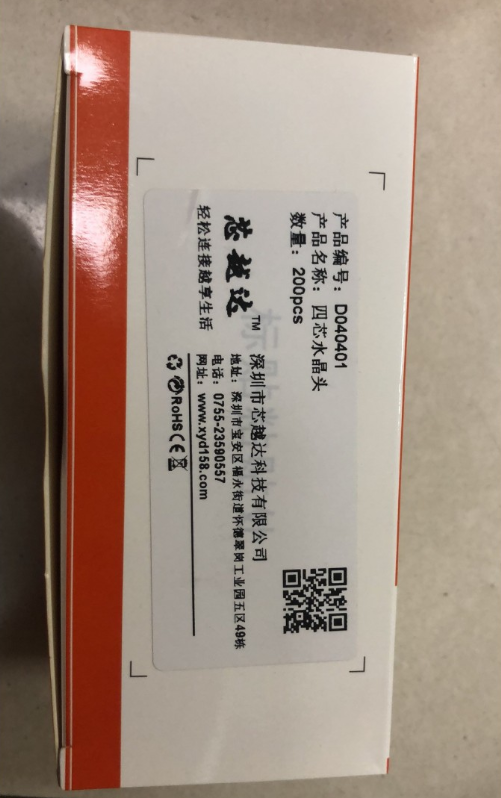 产品编号：D040401
产品名称：四芯水晶头
数量：200pcs
芯越达™
轻松连接越享生活
深圳市芯越达科技有限公司
地址：深圳市宝安区福永街道怀德翠岗工业园五区49栋
电话：0755-23590557
网址：www.xyd158.com
RoHS CE